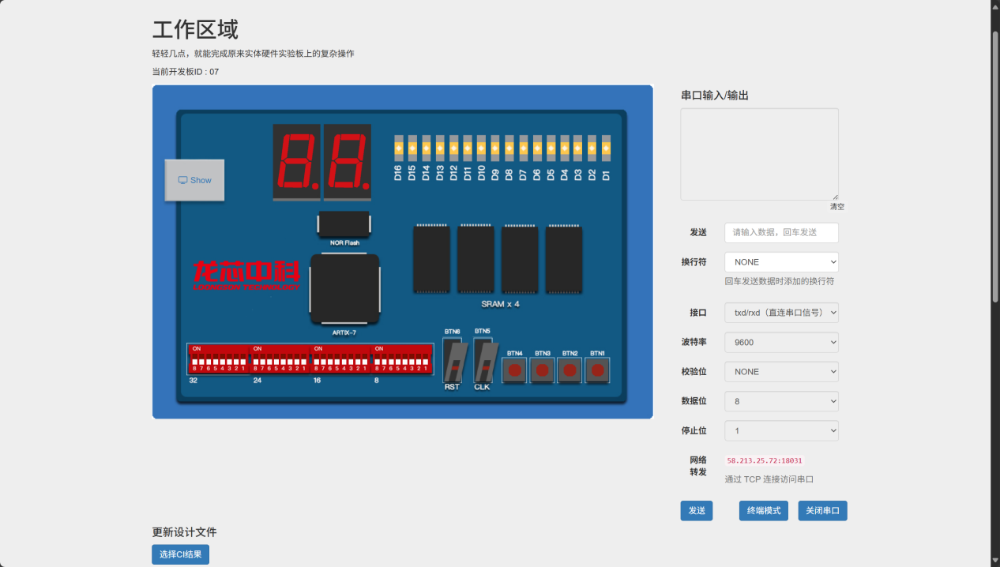 工作区域
轻轻几点，就能完成原来实体硬件实验板上的复杂操作
当前开发板ID : 07
Show
D16 D15 D14 D13 D12 D11 D10 D9 D8 D7 D6 D5 D4 D3 D2 D1
NOR Flash
龙芯中科
LOONGSON TECHNOLOGY
ARTIX-7
SRAM x 4
BTN6 BTN5
BTN4 BTN3 BTN2 BTN1
RST CLK
ON ON ON ON
8 7 6 5 4 3 2 1 8 7 6 5 4 3 2 1 8 7 6 5 4 3 2 1 8 7 6 5 4 3 2 1
32 24 16 8
串口输入/输出
清空
发送 请输入数据，回车发送
换行符 NONE
回车发送数据时添加的换行符
接口 txd/rxd（直连串口信号）
波特率 9600
校验位 NONE
数据位 8
停止位 1
网络
转发
58.213.25.72:18031
通过 TCP 连接访问串口
发送 终端模式 关闭串口
更新设计文件
选择CI结果